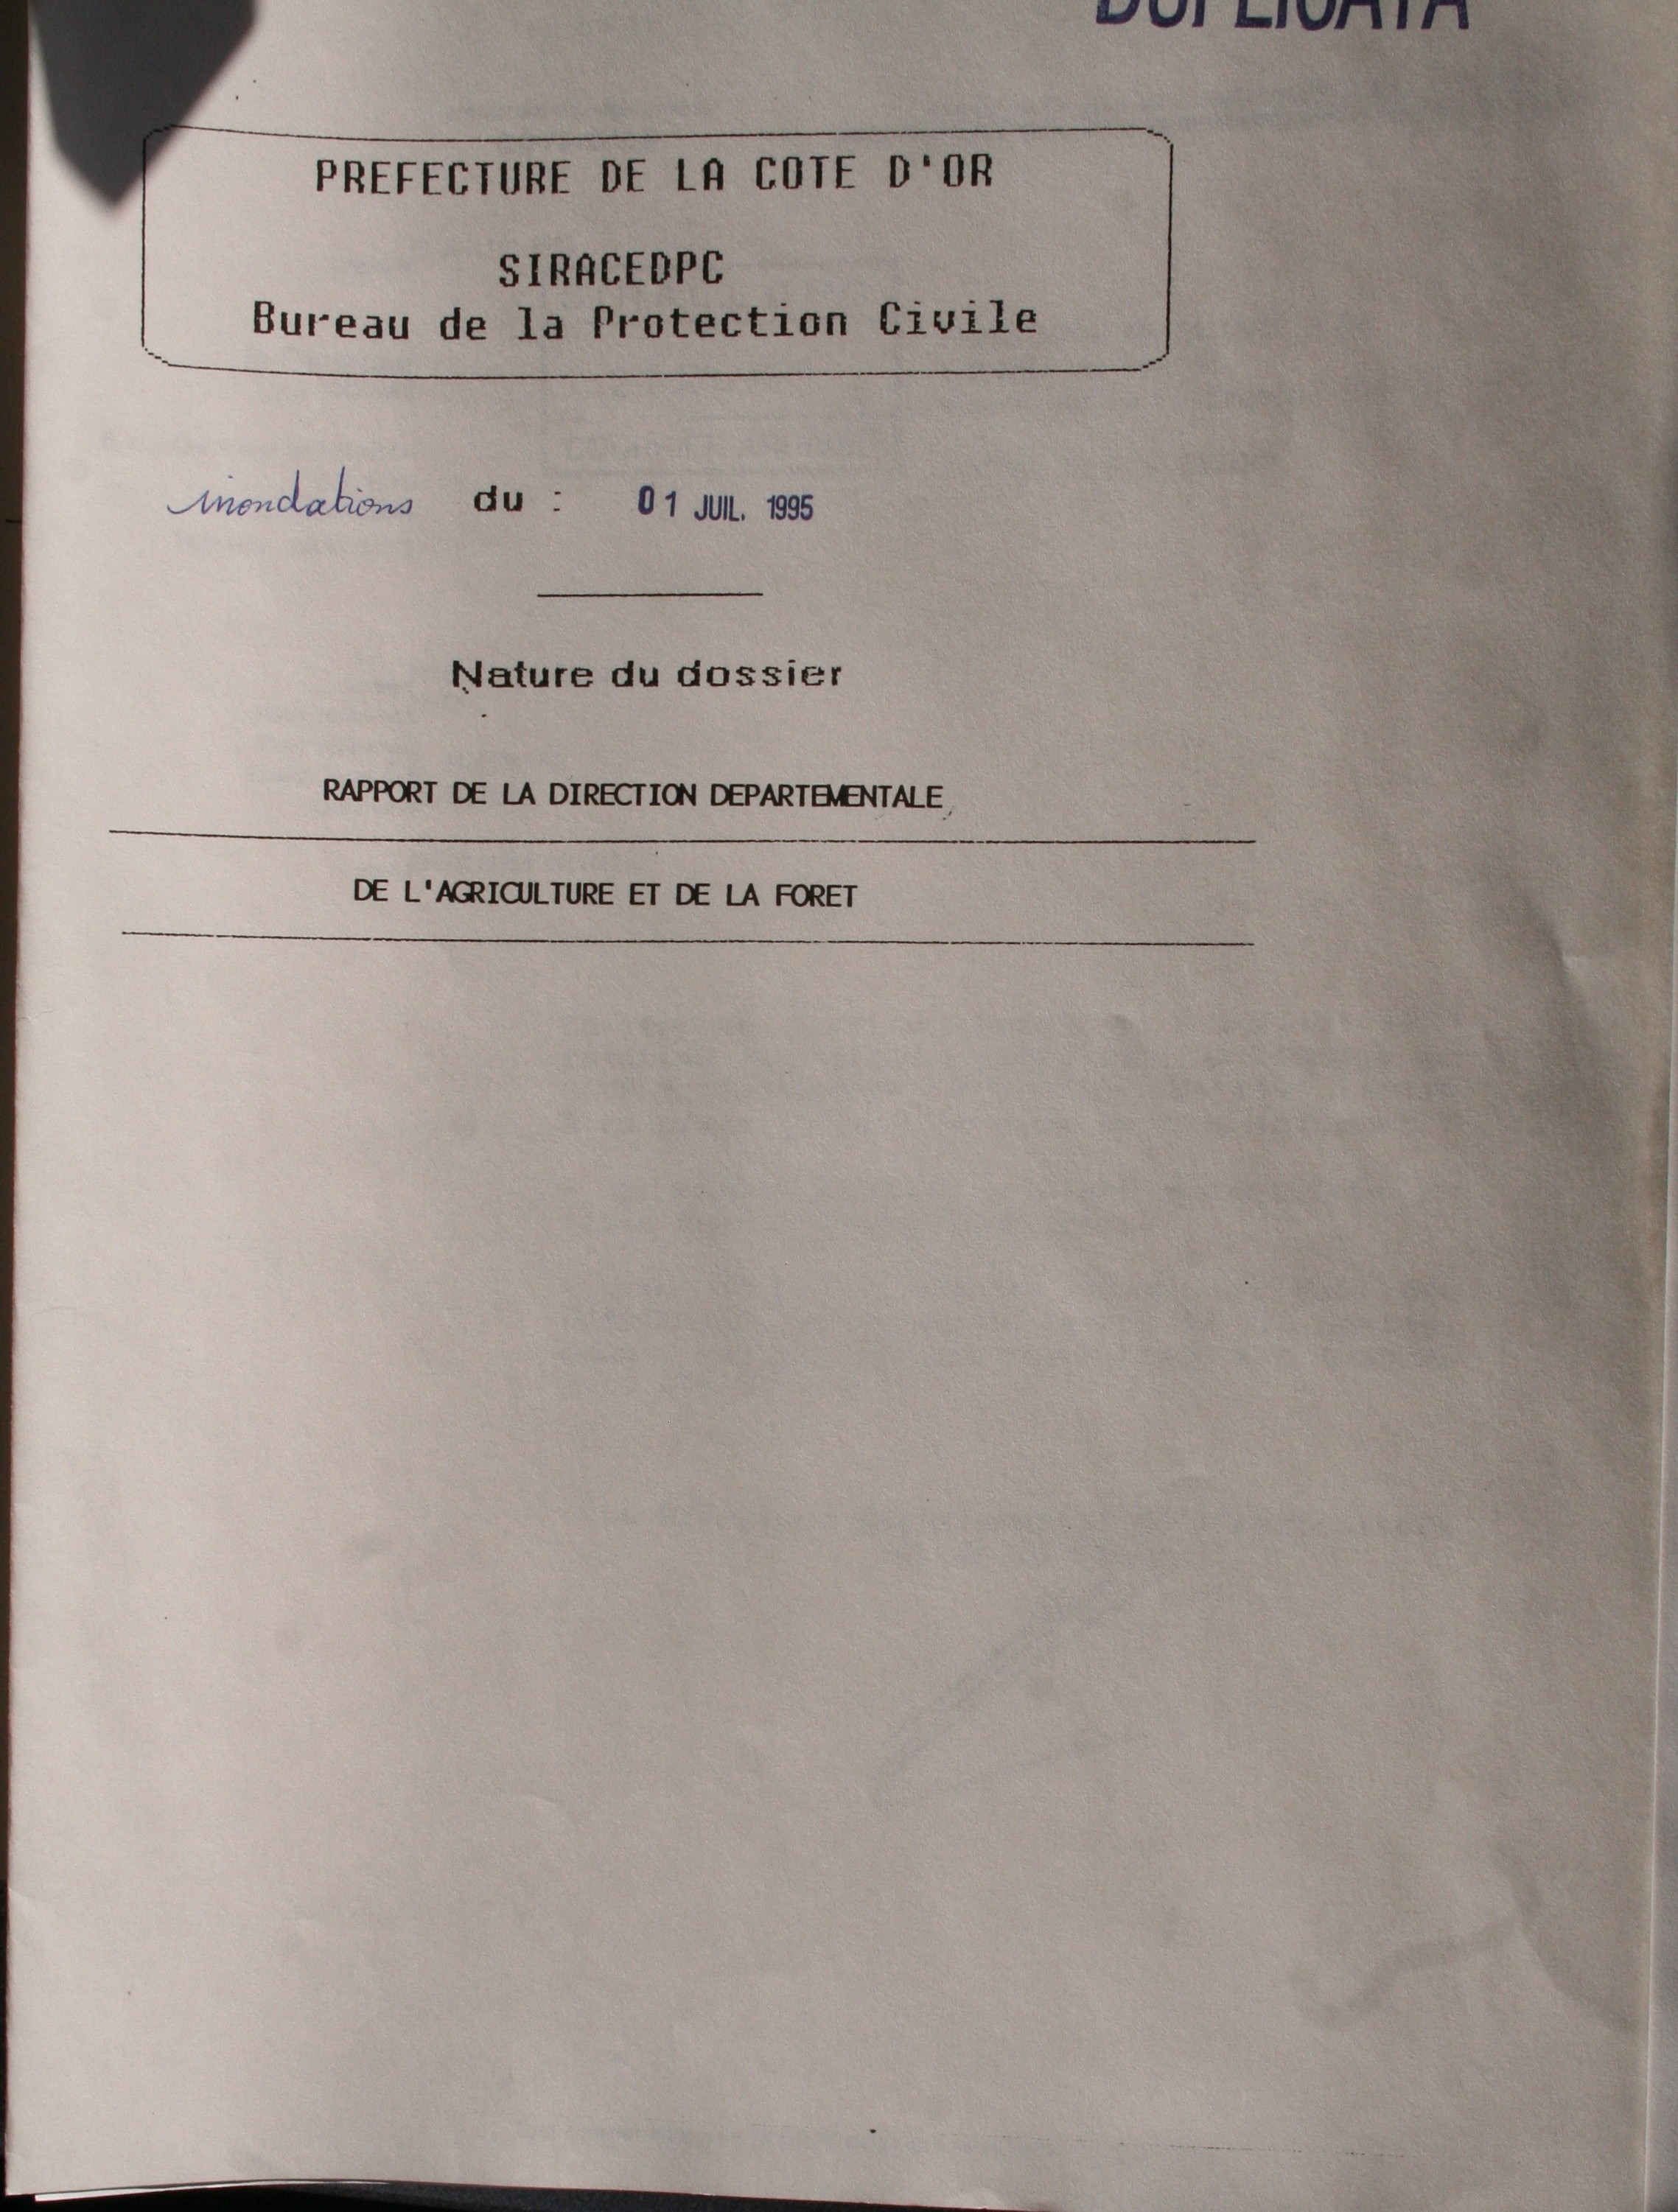 DUPLICATA
PREFECTURE DE LA COTE D'OR
SIRACEDPC
Bureau de la Protection Civile
inondations du : 01 JUIL. 1995
Nature du dossier
RAPPORT DE LA DIRECTION DEPARTEMENTALE
DE L'AGRICULTURE ET DE LA FORET